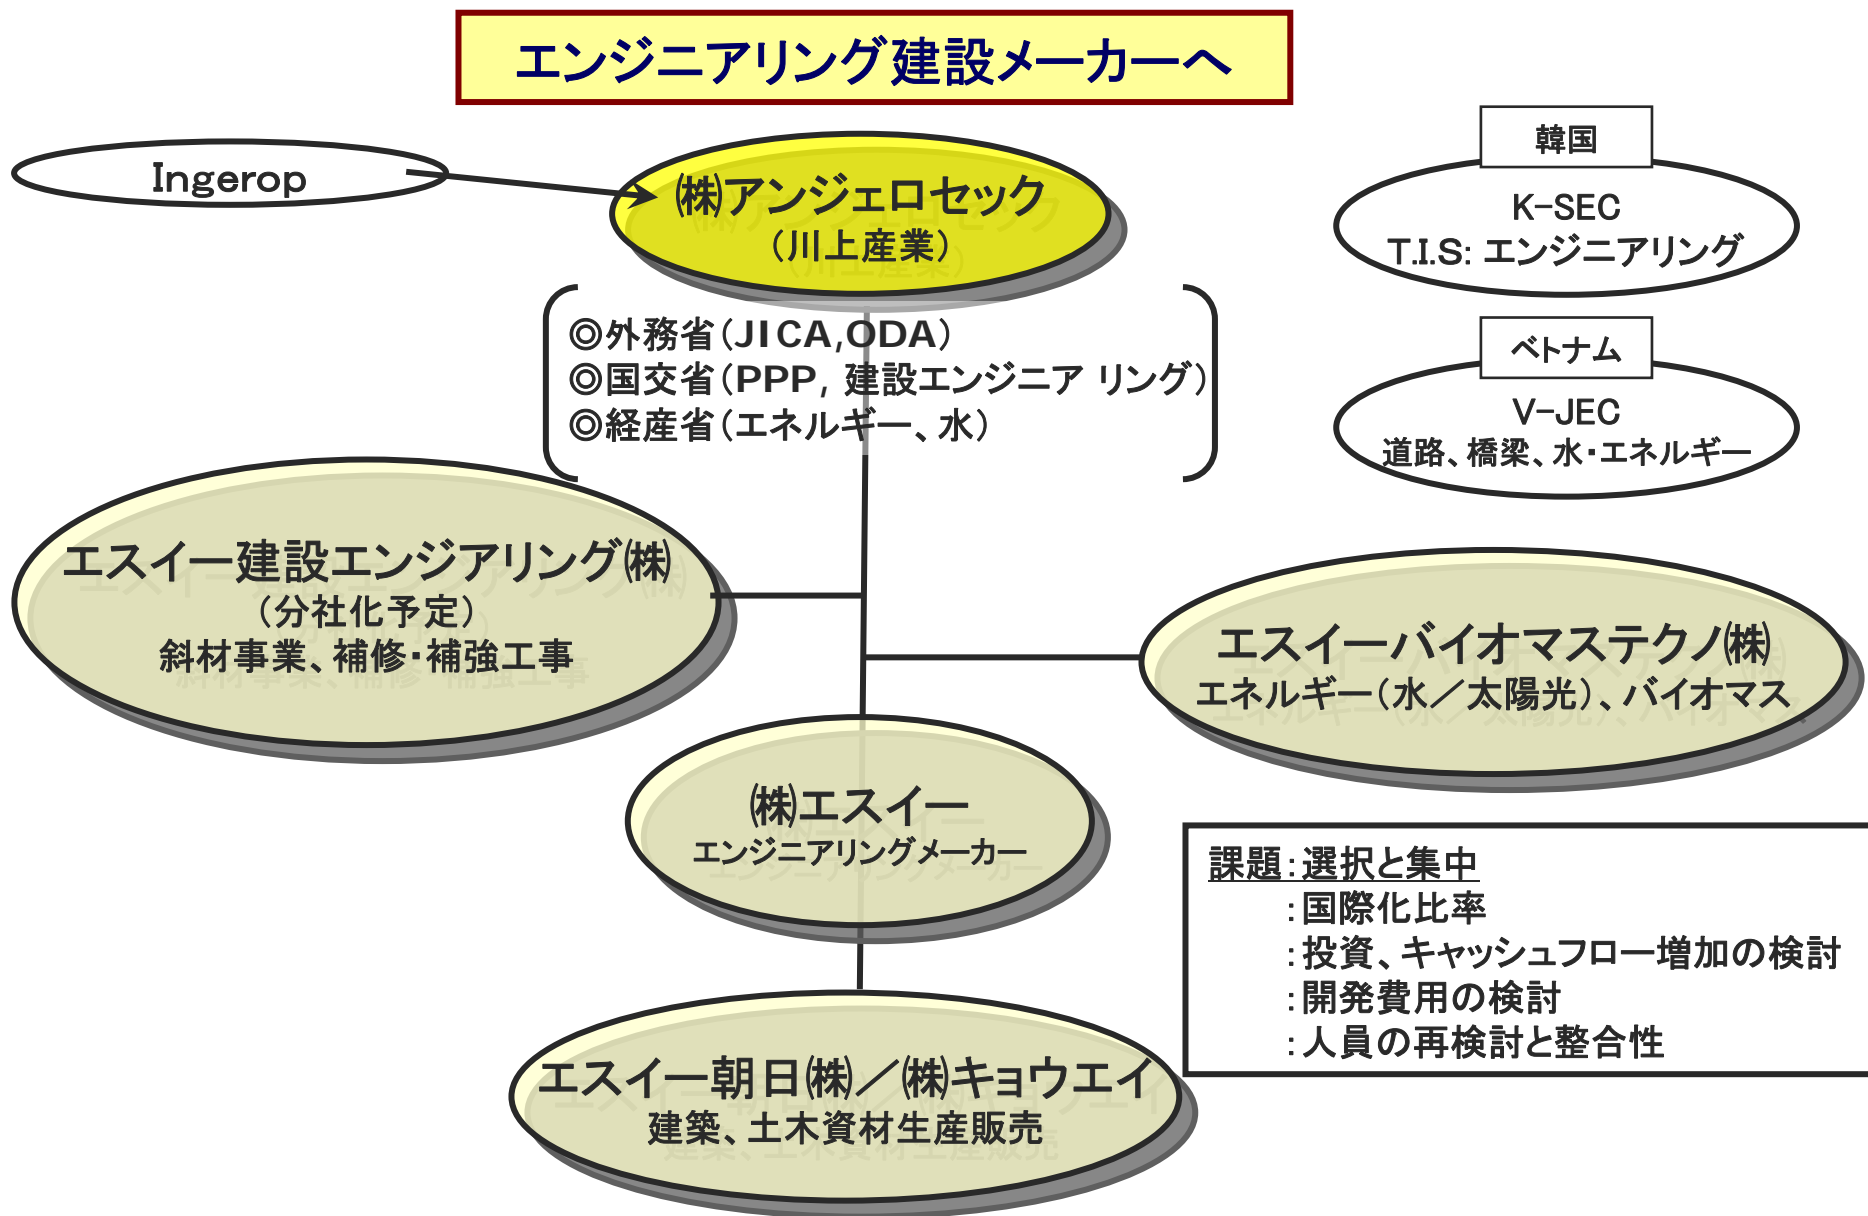 エンジニアリング建設メーカーへ
Ingerop
㈱アンジェロセック
（川上産業）
韓国
K-SEC
T.I.S: エンジニアリング
◎外務省（JICA,ODA）
◎国交省（PPP, 建設エンジニア リング）
◎経産省（エネルギー、水）
ベトナム
V-JEC
道路、橋梁、水・エネルギー
エスイー建設エンジアリング㈱
（分社化予定）
斜材事業、補修・補強工事
エスイーバイオマステクノ㈱
エネルギー（水／太陽光）、バイオマス
㈱エスイー
エンジニアリングメーカー
課題：選択と集中
：国際化比率
：投資、キャッシュフロー増加の検討
：開発費用の検討
：人員の再検討と整合性
エスイー朝日㈱／㈱キョウエイ
建築、土木資材生産販売